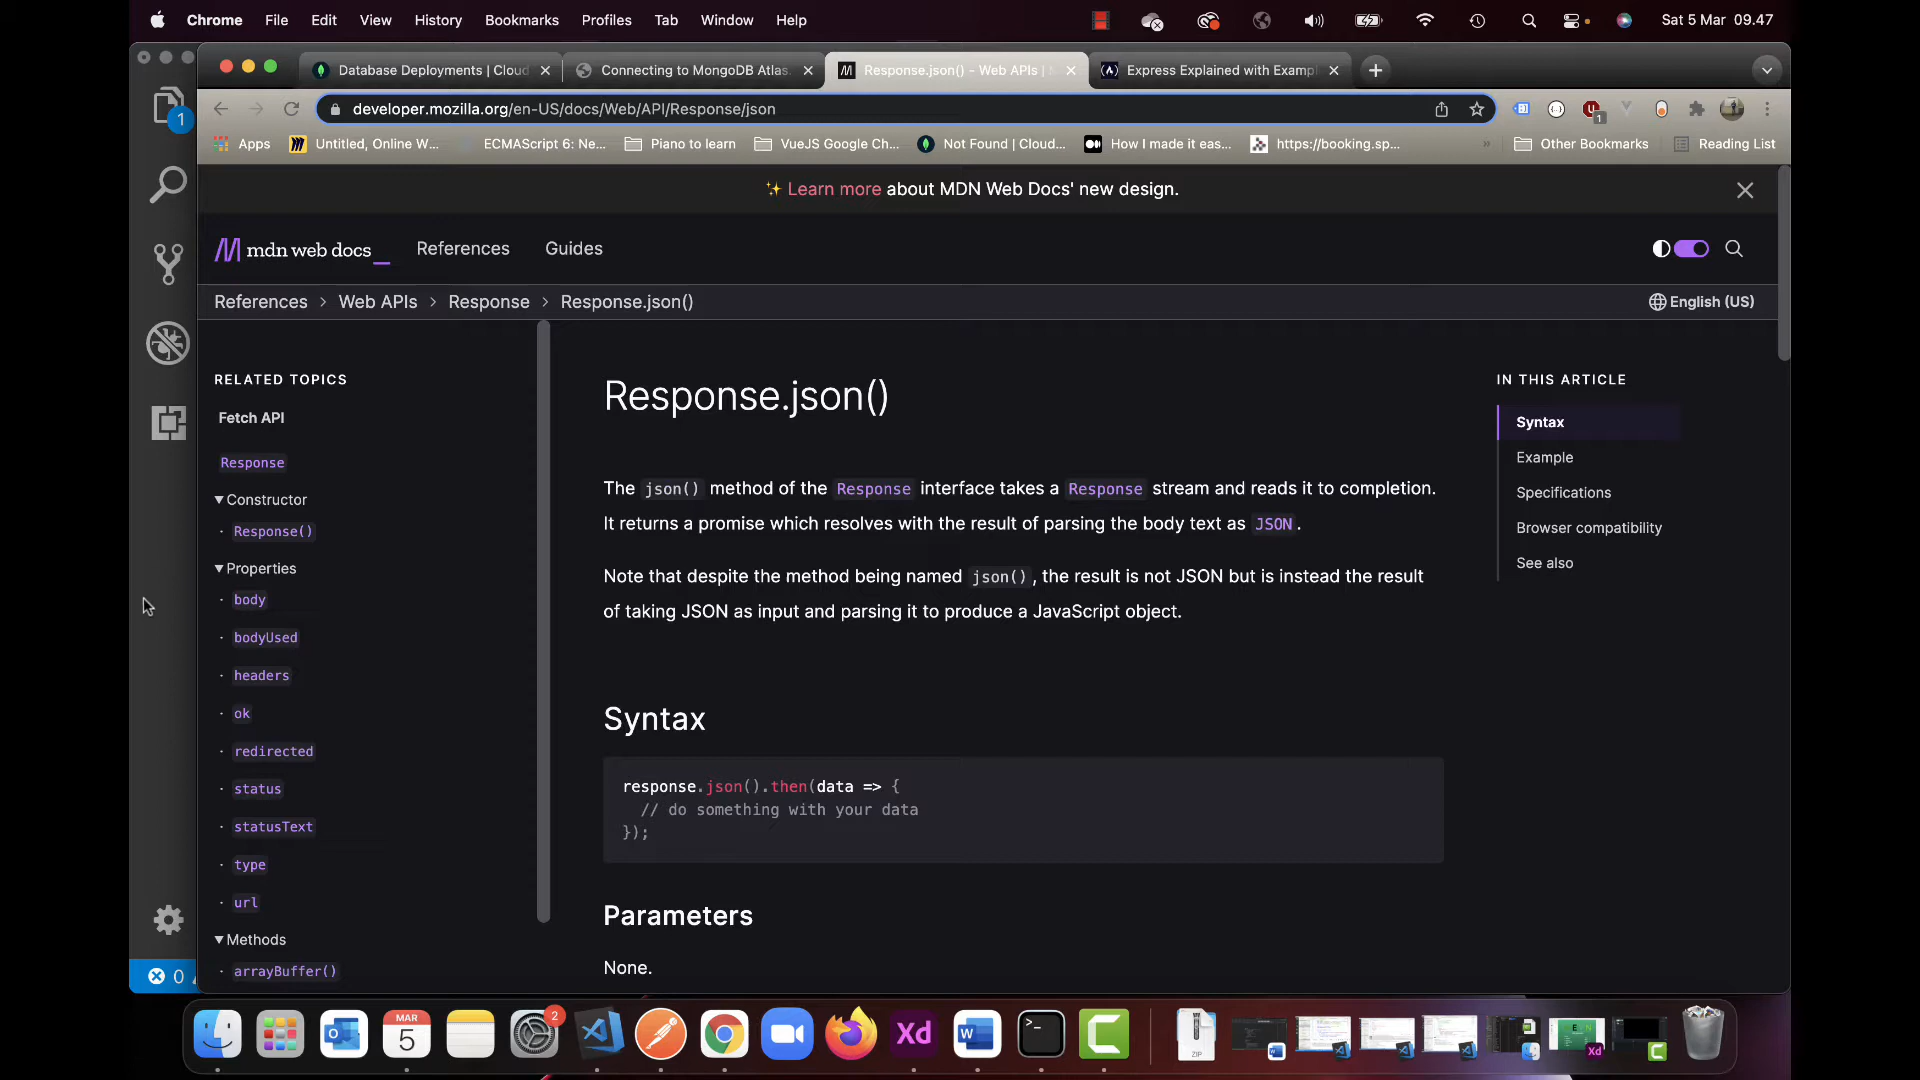 Chrome File Edit View History Bookmarks Profiles Tab Window Help Sat 5 Mar 09.47
Database Deployments | Cloud
Connecting to MongoDB Atlas
Response.json() - Web APIs |
Express Explained with Exampl
developer.mozilla.org/en-US/docs/Web/API/Response/json
1
1
Apps Untitled, Online W... ECMAScript 6: Ne... Piano to learn VueJS Google Ch... Not Found | Cloud... How I made it eas... https://booking.sp... » Other Bookmarks Reading List
Learn more about MDN Web Docs' new design.
mdn web docs_ References Guides
References > Web APIs > Response > Response.json() English (US)
RELATED TOPICS
Fetch API
Response
Constructor
Response()
Properties
body
bodyUsed
headers
ok
redirected
status
statusText
type
url
Methods
arrayBuffer()
Response.json()
The json() method of the Response interface takes a Response stream and reads it to completion.
It returns a promise which resolves with the result of parsing the body text as JSON.
Note that despite the method being named json(), the result is not JSON but is instead the result
of taking JSON as input and parsing it to produce a JavaScript object.
Syntax
response.json().then(data => {
// do something with your data
});
Parameters
None.
IN THIS ARTICLE
Syntax
Example
Specifications
Browser compatibility
See also
0
MAR
5
2
Xd
W
ZIP
Xd